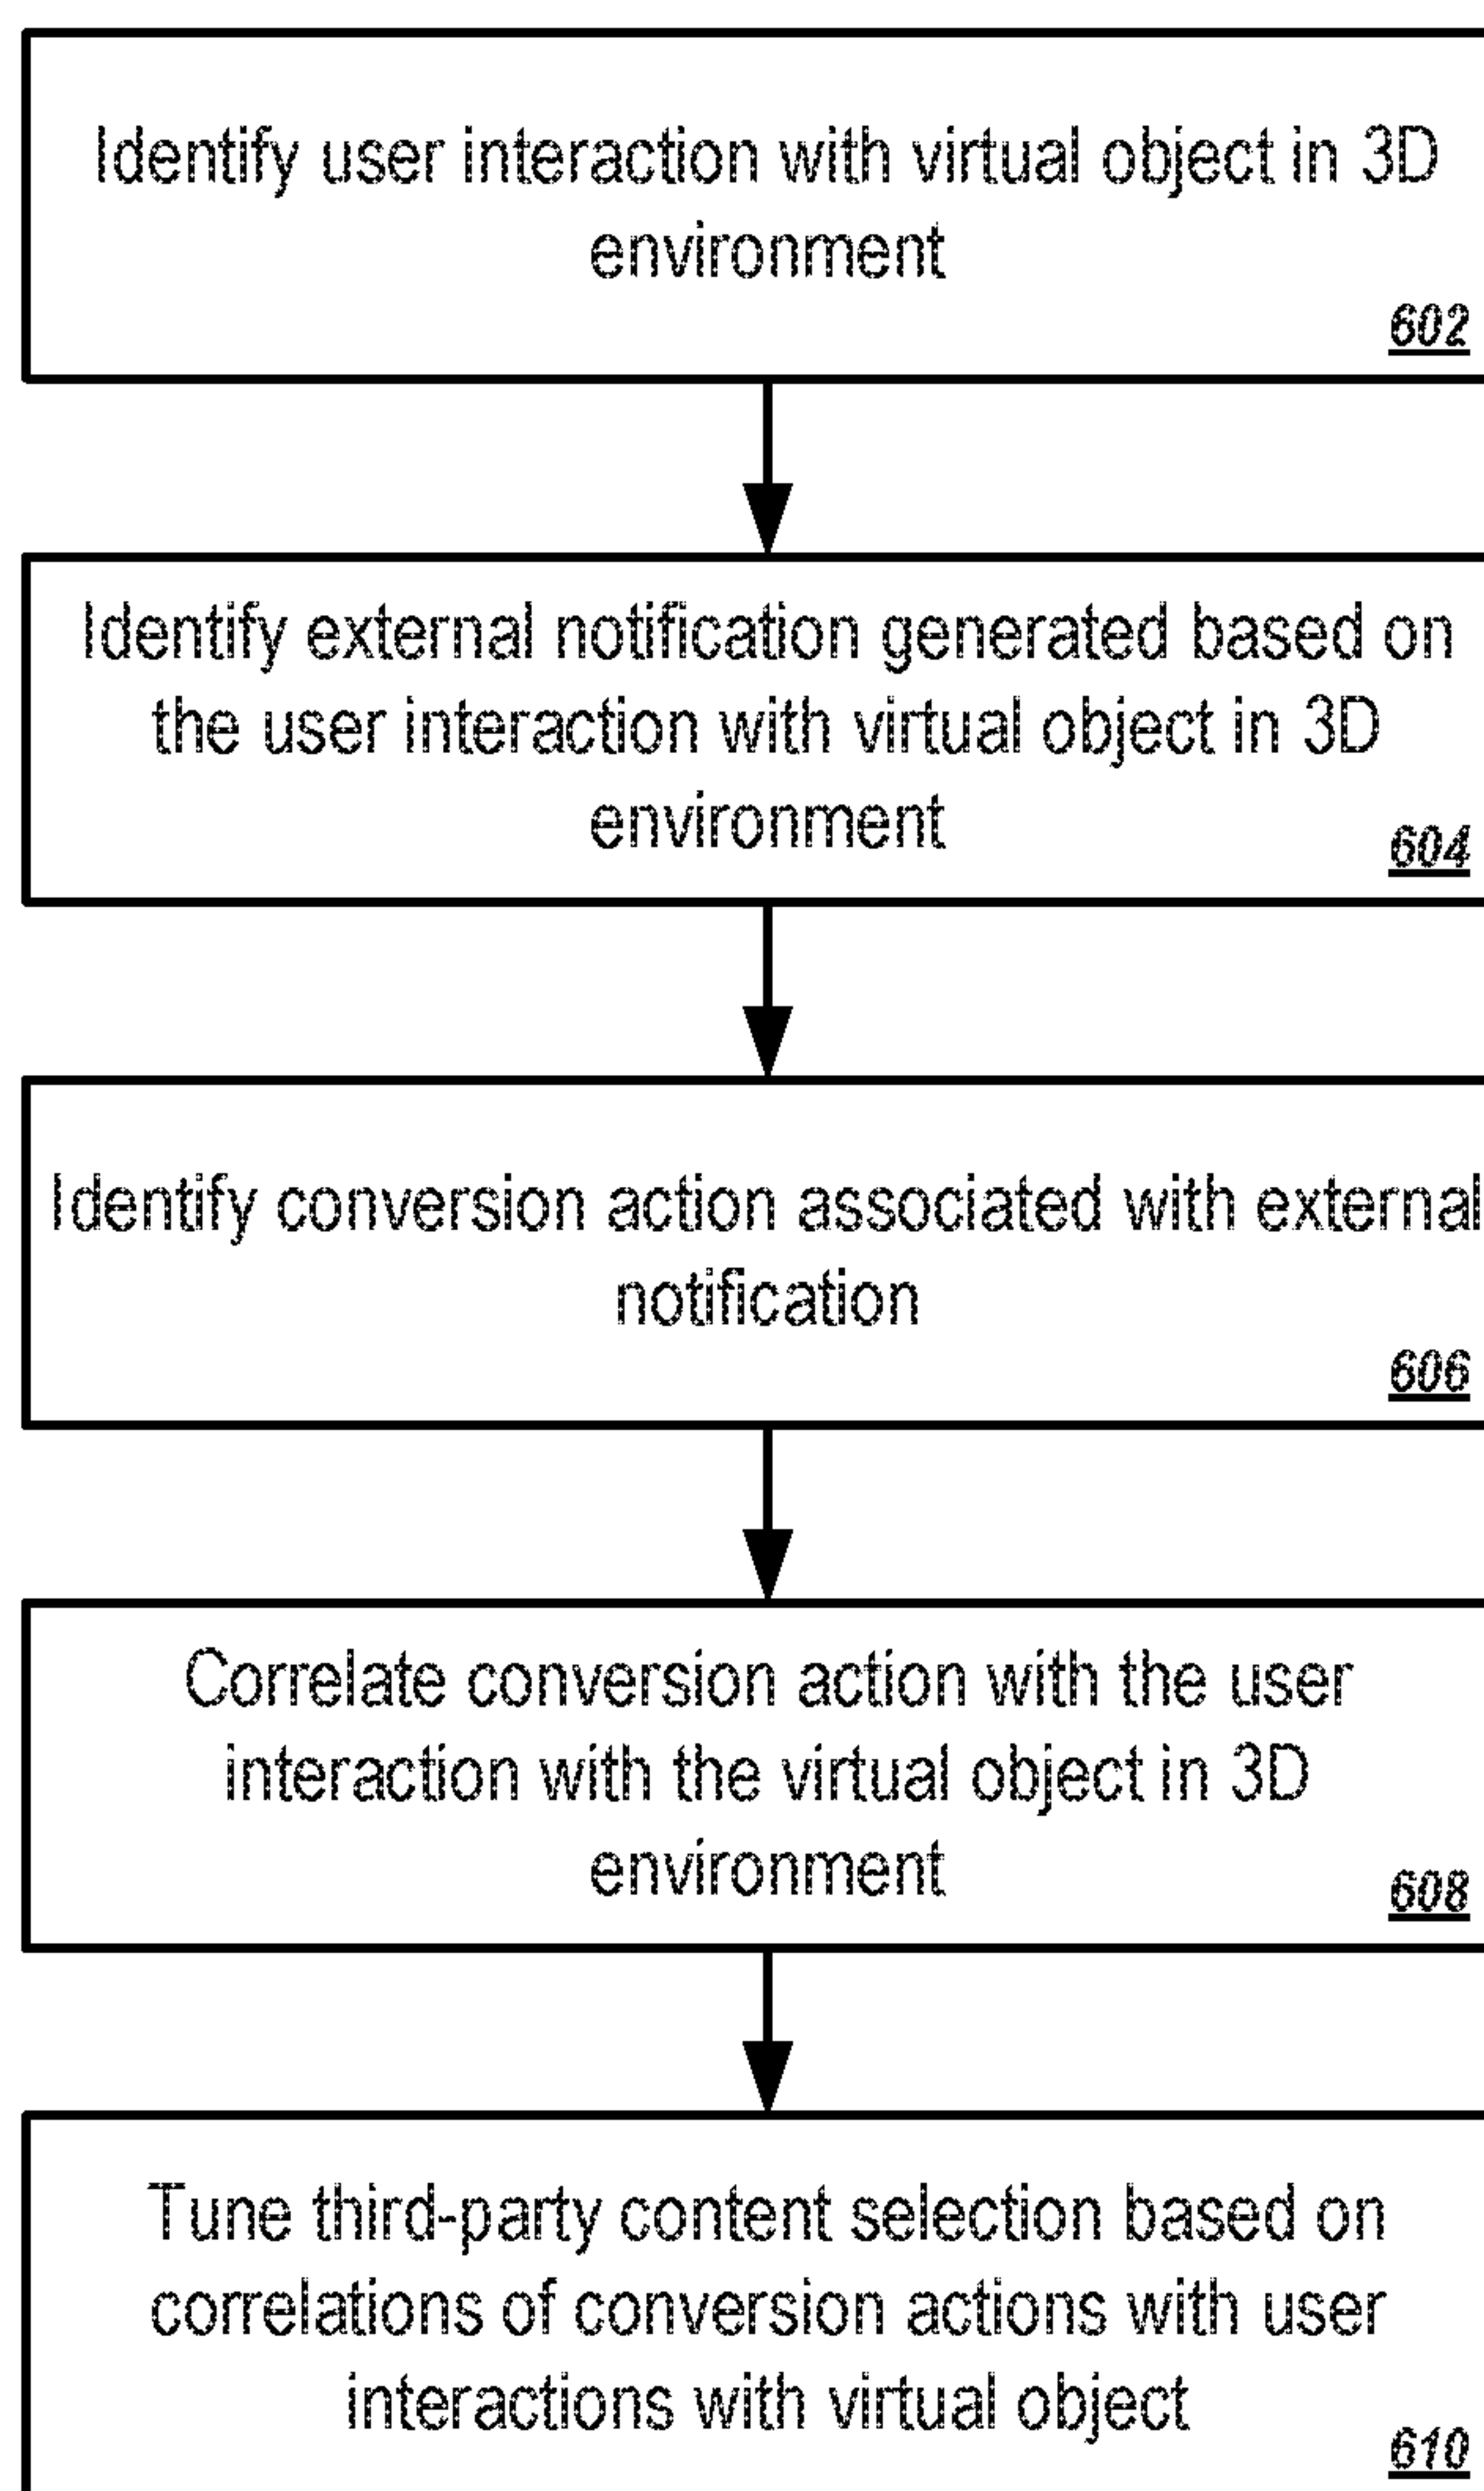 Identify user interaction with virtual object in 3D
environment
602
Identify external notification generated based on
the user interaction with virtual object in 3D
environment
604
Identify conversion action associated with external
notification
606
Correlate conversion action with the user
interaction with the virtual object in 3D
environment
608
Tune third-party content selection based on
correlations of conversion actions with user
interactions with virtual object
610